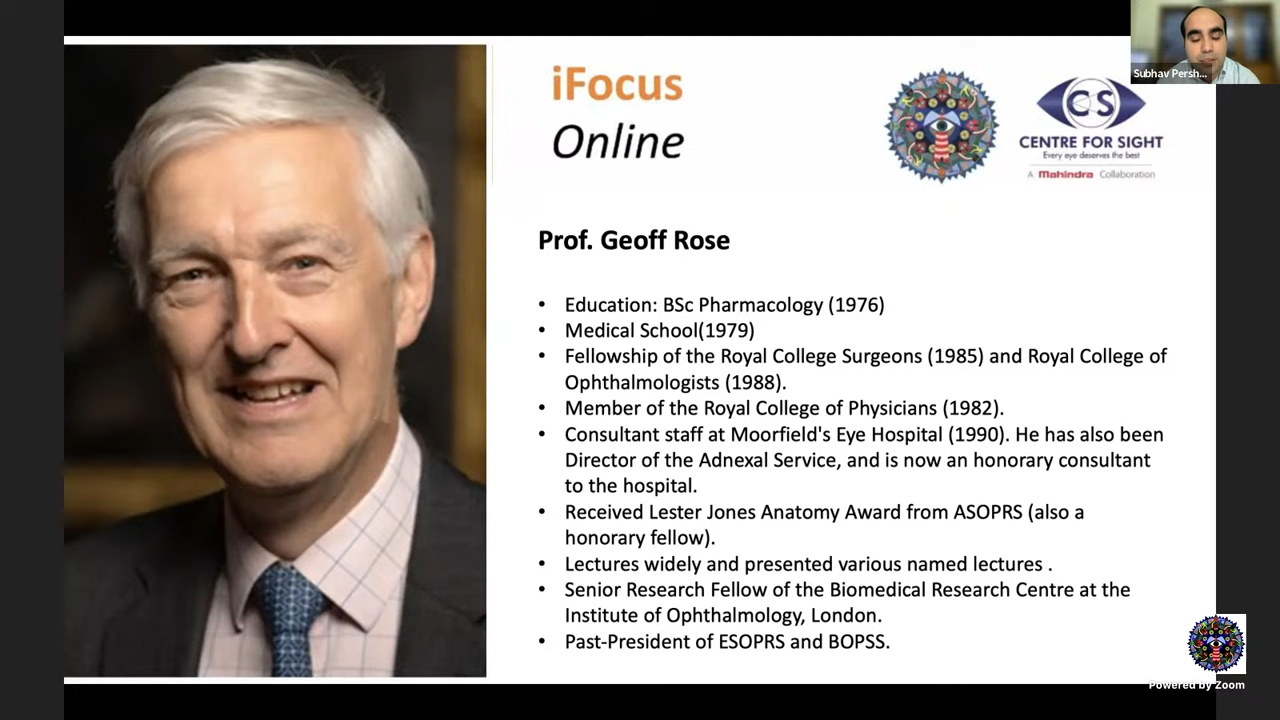 iFocus
Online
CS
CENTRE FOR SIGHT
Every eye deserves the best
A Mahindra Collaboration
Subhav Persh...
Prof. Geoff Rose
• Education: BSc Pharmacology (1976)
• Medical School(1979)
• Fellowship of the Royal College Surgeons (1985) and Royal College of
Ophthalmologists (1988).
• Member of the Royal College of Physicians (1982).
• Consultant staff at Moorfield's Eye Hospital (1990). He has also been
Director of the Adnexal Service, and is now an honorary consultant
to the hospital.
• Received Lester Jones Anatomy Award from ASOPRS (also a
honorary fellow).
• Lectures widely and presented various named lectures .
• Senior Research Fellow of the Biomedical Research Centre at the
Institute of Ophthalmology, London.
• Past-President of ESOPRS and BOPSS.
Powered by Zoom